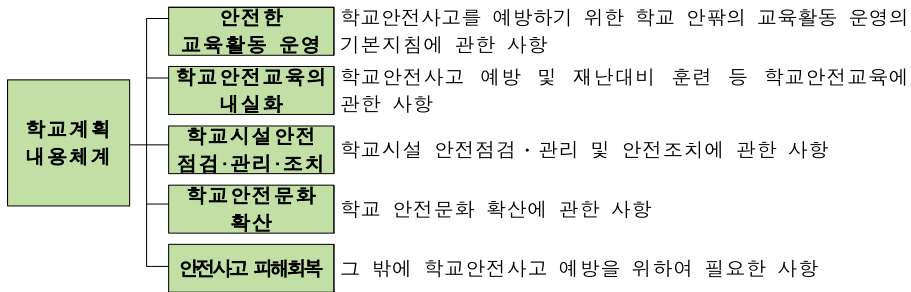 학교계획
내용체계
안전한
교육활동 운영
학교안전사고를 예방하기 위한 학교 안팎의 교육활동 운영의
기본지침에 관한 사항
학교안전교육의
내실화
학교안전사고 예방 및 재난대비 훈련 등 학교안전교육에
관한 사항
학교시설안전
점검·관리·조치
학교시설 안전점검·관리 및 안전조치에 관한 사항
학교안전문화
확산
학교 안전문화 확산에 관한 사항
안전사고 피해회복
그 밖에 학교안전사고 예방을 위하여 필요한 사항